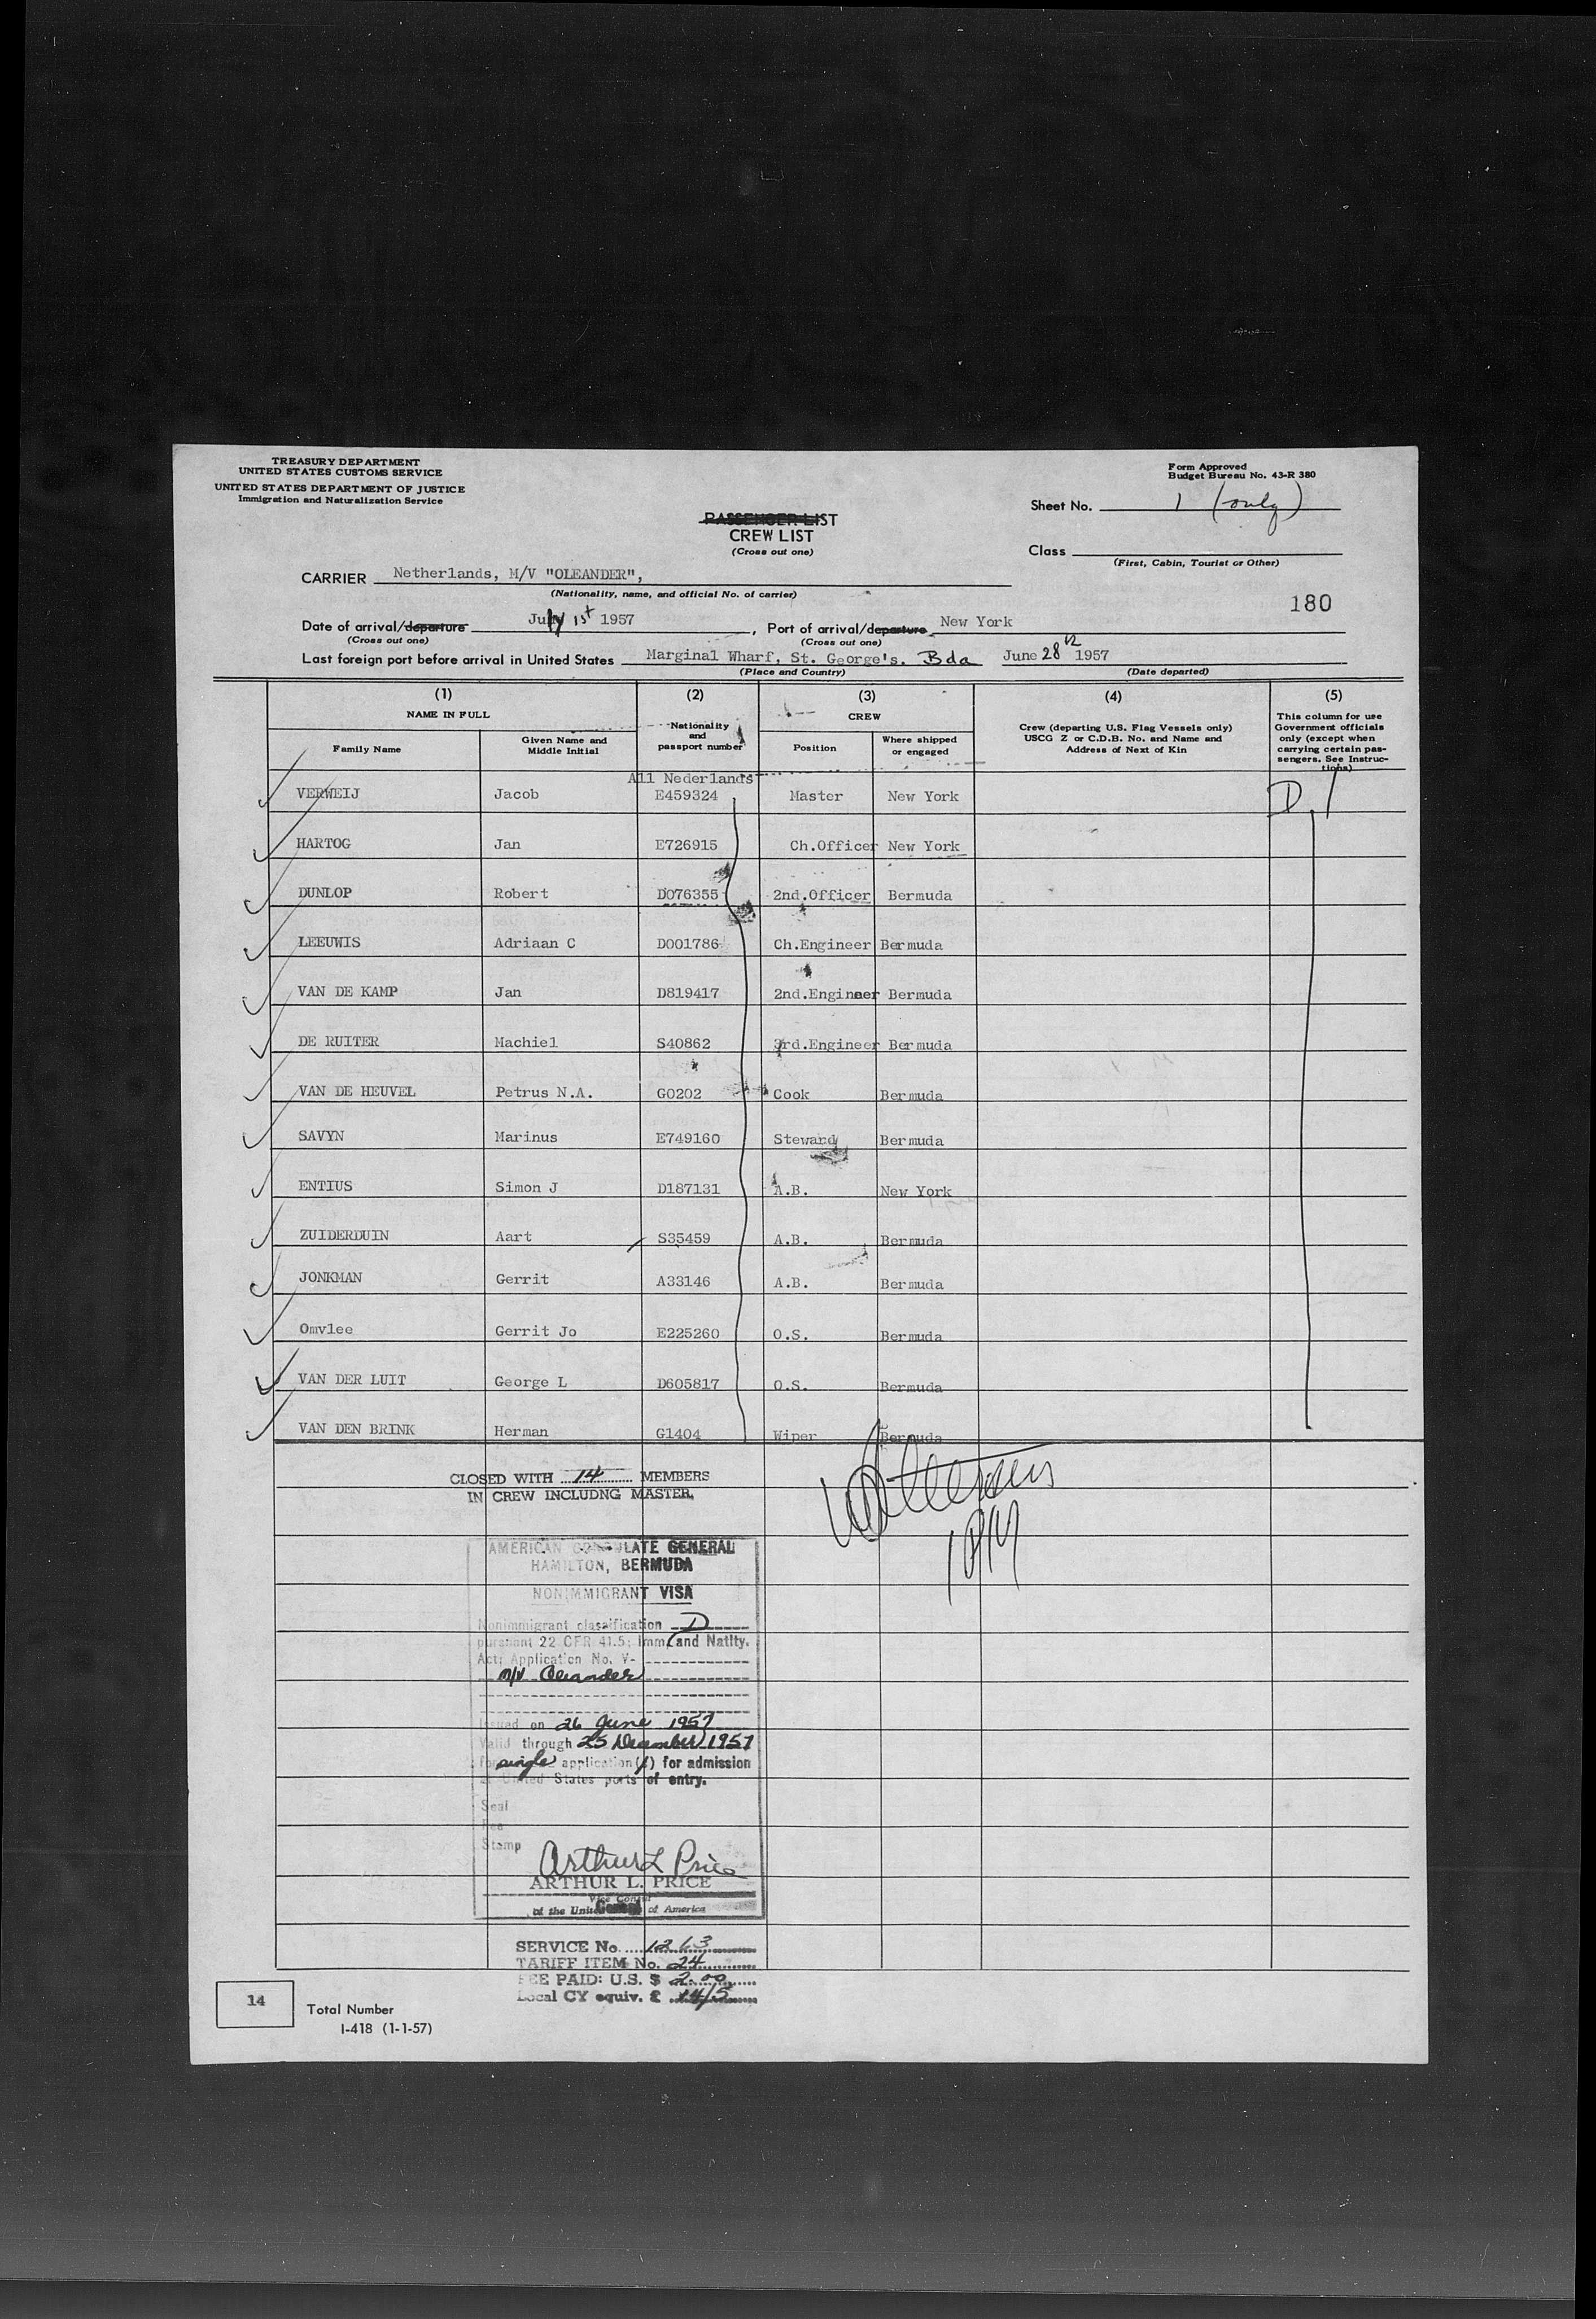 TREASURY DEPARTMENT
UNITED STATES CUSTOMS SERVICE
UNITED STATES DEPARTMENT OF JUSTICE
Immigration and Naturalization Service
Form Approved
Budget Bureau No. 43-R 380
Sheet No. 1 (only)
PASSENGER LIST
CREW LIST
(Cross out one)
Class
(First, Cabin, Tourist or Other)
CARRIER Netherlands, M/V "OLEANDER",
(Nationality, name, and official No. of carrier)
180
Date of arrival/departure July 1st 1957, Port of arrival/departure New York
(Cross out one) (Cross out one)
Last foreign port before arrival in United States Marginal Wharf, St. George's. Bda June 28th 1957
(Place and Country) (Date departed)
(1) (2) (3) (4) (5)
NAME IN FULL
Family Name
Given Name and Middle Initial
Nationality and passport number
CREW
Position
Where shipped or engaged
Crew (departing U.S. Flag Vessels only)
USCG Z or C.D.B. No. and Name and
Address of Next of Kin
This column for use
Government officials
only (except when
carrying certain pas-
sengers. See Instruc-
tions)
All Nederlands
VERWEIJ Jacob E459324 Master New York D 1
HARTOG Jan E726915 Ch.Officer New York
DUNLOP Robert D076355 2nd.Officer Bermuda
LEEUWIS Adriaan C D001786 Ch.Engineer Bermuda
VAN DE KAMP Jan D819417 2nd.Engineer Bermuda
DE RUITER Machiel S40862 3rd.Engineer Bermuda
VAN DE HEUVEL Petrus N.A. G0202 Cook Bermuda
SAVYN Marinus E749160 Steward Bermuda
ENTIUS Simon J D187131 A.B. New York
ZUIDERDUIN Aart S35459 A.B. Bermuda
JONKMAN Gerrit A33146 A.B. Bermuda
Omvlee Gerrit Jo E225260 O.S. Bermuda
VAN DER LUIT George L D605817 O.S. Bermuda
VAN DEN BRINK Herman G1404 Wiper Bermuda
CLOSED WITH 14 MEMBERS
IN CREW INCLUDNG MASTER.
AMERICAN CONSULATE GENERAL
HAMILTON, BERMUDA
NONIMMIGRANT VISA
Nonimmigrant classification D
pursuant 22 CFR 41.5; Imm. and Natlty.
Act; Application No. V-
M/V Oleander
Issued on 26 June 1957
Valid through 25 December 1957
for single application( ) for admission
at United States ports of entry.
Seal
Fee
Stamp
Arthur L Price
ARTHUR L. PRICE
Vice Consul
of the United States of America
SERVICE No. 1263
TARIFF ITEM No. 24
FEE PAID: U.S. $ 2.00
Local CY equiv. £ 14/5
14
Total Number
I-418 (1-1-57)